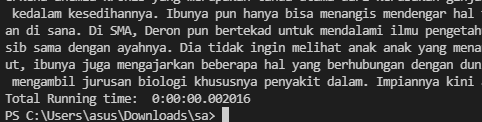 kedalam kesedihannya. Ibunya pun hanya bisa menangis mendengar hal
an di sana. Di SMA, Deron pun bertekad untuk mendalami ilmu pengetah
sib sama dengan ayahnya. Dia tidak ingin melihat anak anak yang mena
ut, ibunya juga mengajarkan beberapa hal yang berhubungan dengan dun
mengambil jurusan biologi khususnya penyakit dalam. Impiannya kini
Total Running time:  0:00:00.002016
PS C:\Users\asus\Downloads\sa>